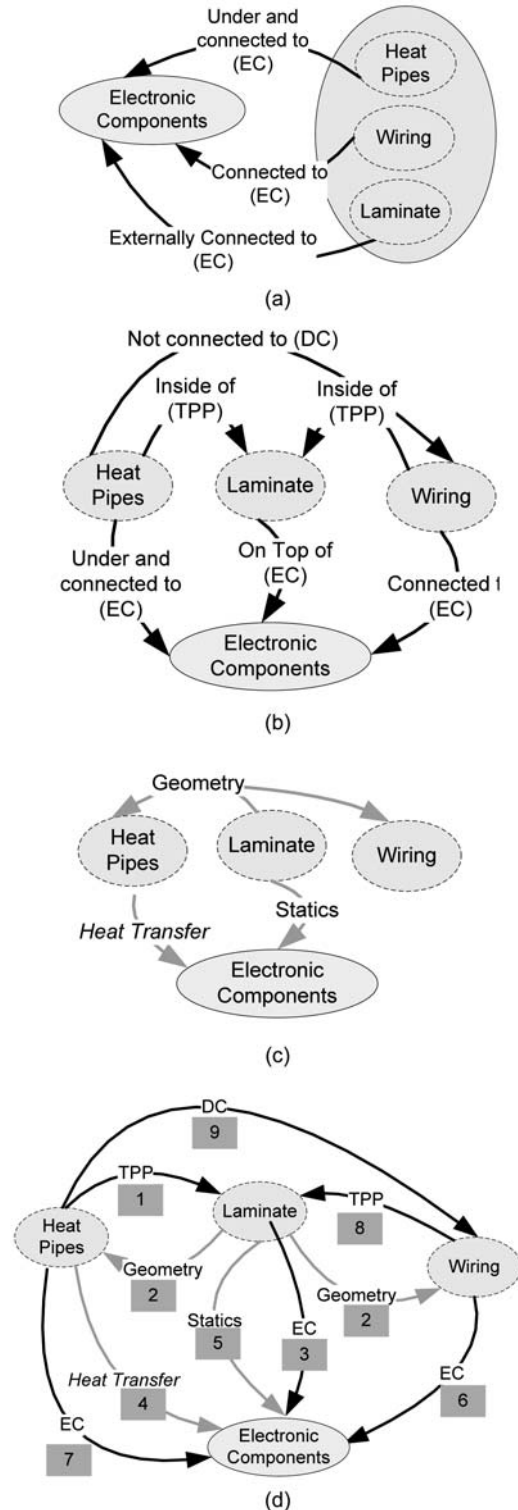 Under and
connected to
(EC)
Heat
Pipes
Electronic
Components
Wiring
Connected to
(EC)
Laminate
Externally Connected to
(EC)
(a)
Not connected to (DC)
Inside of
(TPP)
Inside of
(TPP)
Heat
Pipes
Laminate
Wiring
Under and
connected to
(EC)
On Top of
(EC)
Connected t
(EC)
Electronic
Components
(b)
Geometry
Heat
Pipes
Laminate
Wiring
Statics
Heat Transfer
Electronic
Components
(c)
DC
9
TPP
1
TPP
8
Heat
Pipes
Laminate
Wiring
Geometry
2
Geometry
2
Statics
5
EC
3
Heat Transfer
4
EC
6
EC
7
Electronic
Components
(d)